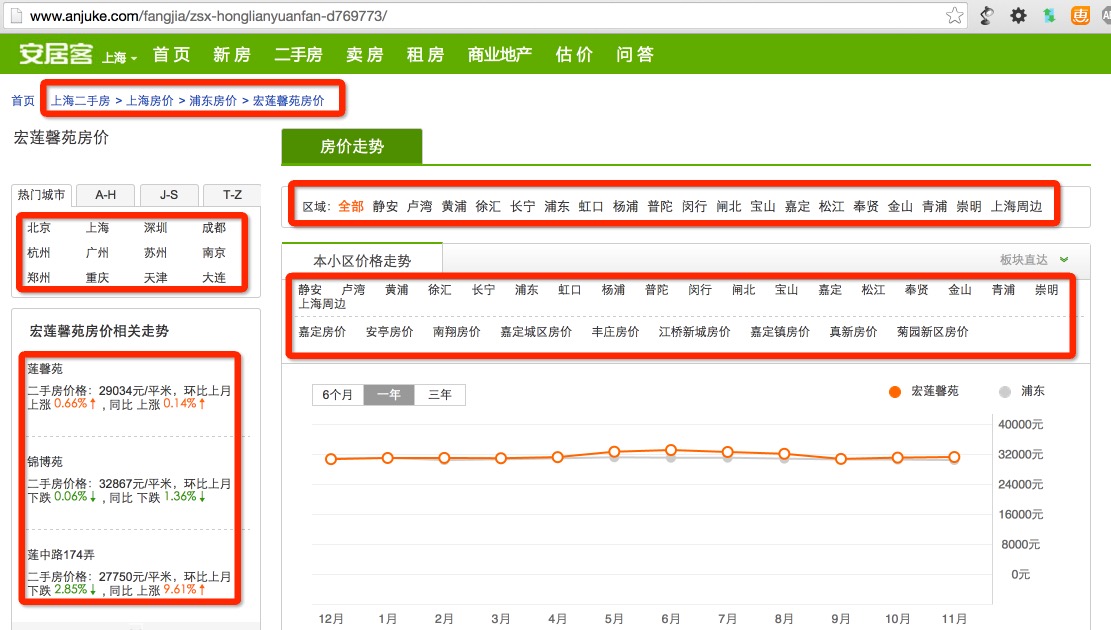 www.anjuke.com/fangjia/zsx-honglianyuanfan-d769773/
惠
安居客 上海 首页 新房 二手房 卖房 租房 商业地产 估价 问答
首页 上海二手房 > 上海房价 > 浦东房价 > 宏莲馨苑房价
宏莲馨苑房价
房价走势
热门城市 A-H J-S T-Z
北京 上海 深圳 成都
杭州 广州 苏州 南京
郑州 重庆 天津 大连
区域: 全部 静安 卢湾 黄浦 徐汇 长宁 浦东 虹口 杨浦 普陀 闵行 闸北 宝山 嘉定 松江 奉贤 金山 青浦 崇明 上海周边
本小区价格走势 板块直达
静安 卢湾 黄浦 徐汇 长宁 浦东 虹口 杨浦 普陀 闵行 闸北 宝山 嘉定 松江 奉贤 金山 青浦 崇明
上海周边
嘉定房价 安亭房价 南翔房价 嘉定城区房价 丰庄房价 江桥新城房价 嘉定镇房价 真新房价 菊园新区房价
宏莲馨苑房价相关走势
莲馨苑
二手房价格: 29034元/平米, 环比上月
上涨 0.66%↑, 同比 上涨 0.14%↑
锦博苑
二手房价格: 32867元/平米, 环比上月
下跌 0.06%↓, 同比 下跌 1.36%↓
莲中路174弄
二手房价格: 27750元/平米, 环比上月
下跌 2.85%↓, 同比 上涨 9.61%↑
6个月 一年 三年
宏莲馨苑 浦东
40000元
32000元
24000元
16000元
8000元
0元
12月 1月 2月 3月 4月 5月 6月 7月 8月 9月 10月 11月